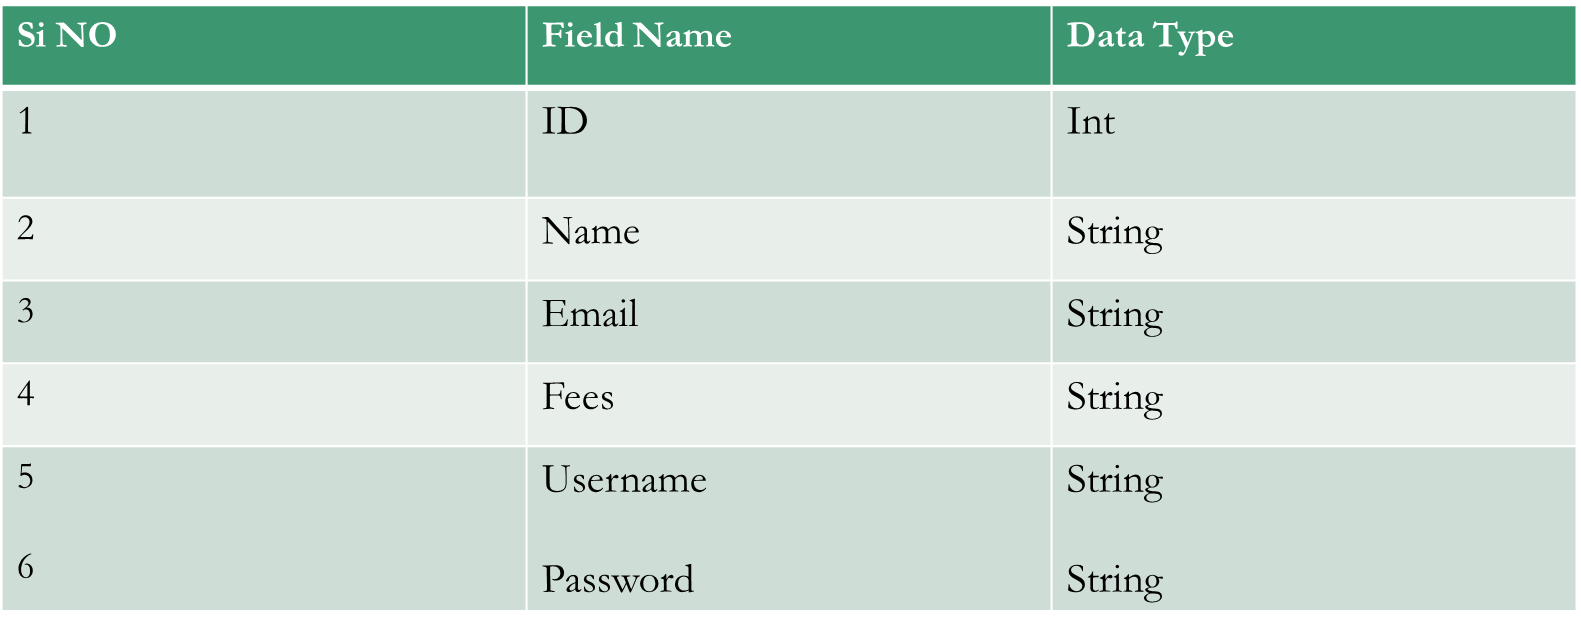 Si NO Field Name Data Type
1 ID Int
2 Name String
3 Email String
4 Fees String
5 Username String
6 Password String